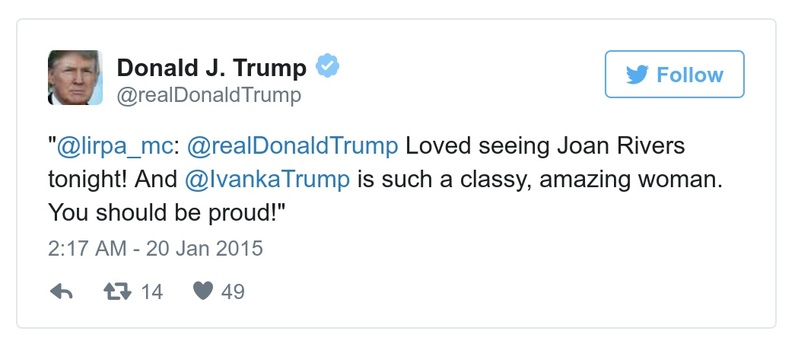 Donald J. Trump
Follow
@realDonaldTrump
"@lirpa_mc: @realDonaldTrump Loved seeing Joan Rivers
tonight! And @IvankaTrump is such a classy, amazing woman.
You should be proud!"
2:17 AM - 20 Jan 2015
14 49